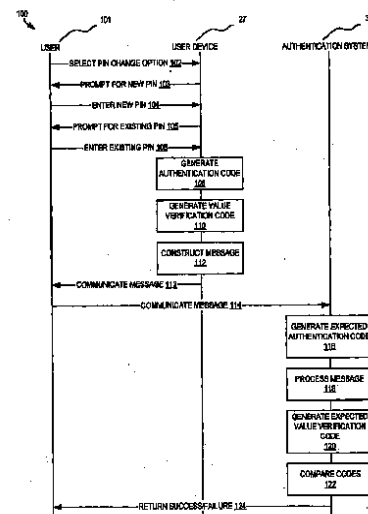 100
101
27
3
USER
USER DEVICE
AUTHENTICATION SYSTEM
SELECT PIN CHANGE OPTION 102
PROMPT FOR NEW PIN 103
ENTER NEW PIN 104
PROMPT FOR EXISTING PIN 105
ENTER EXISTING PIN 106
GENERATE
AUTHENTICATION CODE
108
GENERATE VALUE
VERIFICATION CODE
110
CONSTRUCT MESSAGE
112
COMMUNICATE MESSAGE 113
COMMUNICATE MESSAGE 114
GENERATE EXPECTED
AUTHENTICATION CODE
116
PROCESS MESSAGE
118
GENERATE EXPECTED
VALUE VERIFICATION
CODE
120
COMPARE CODES
122
RETURN SUCCESS/FAILURE 124